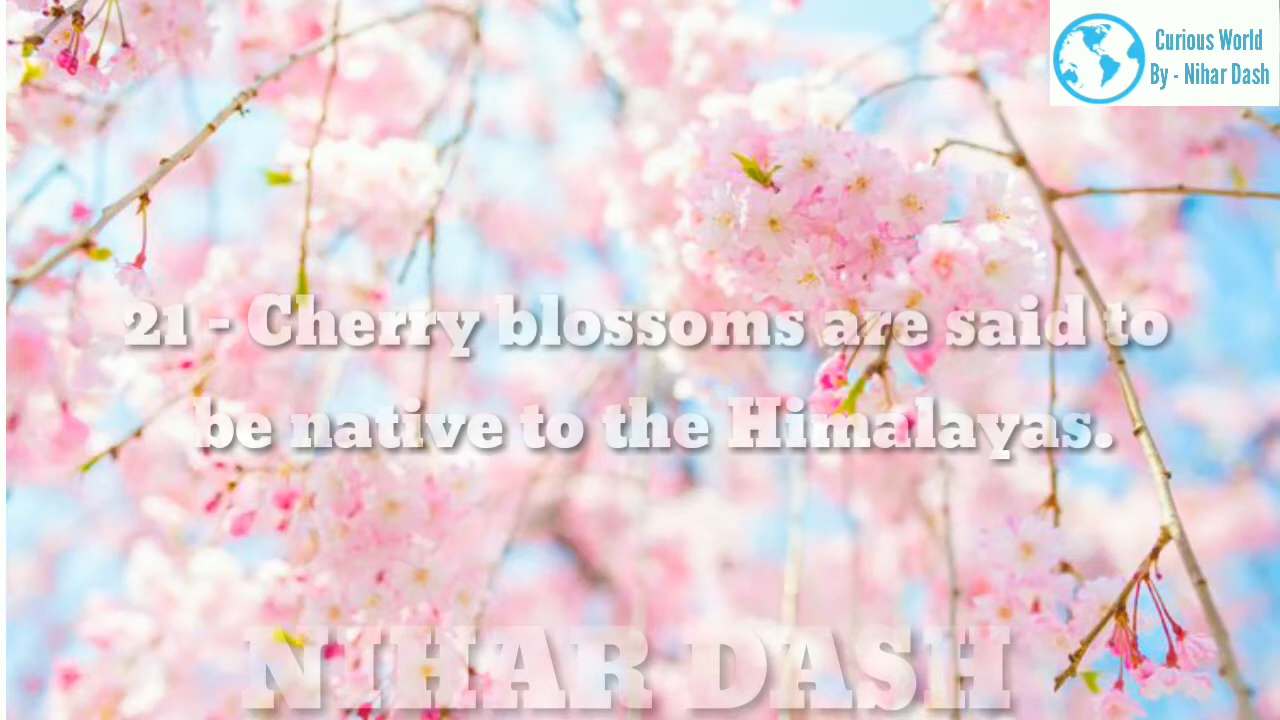 Curious World
By - Nihar Dash
21 - Cherry blossoms are said to
be native to the Himalayas.
NIHAR DASH